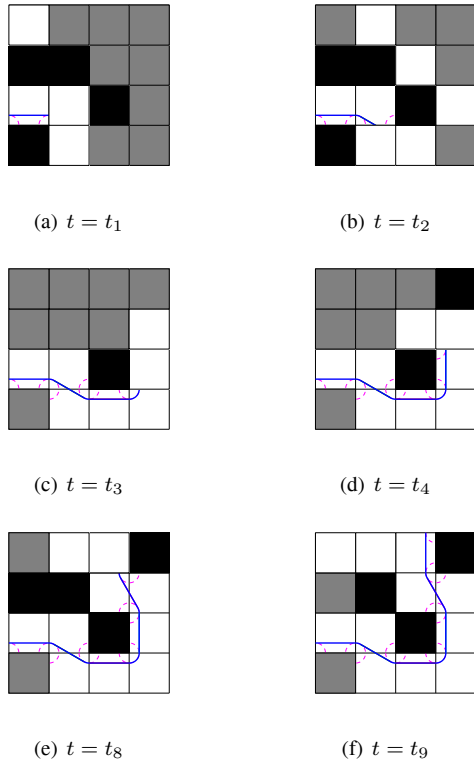 (a) t = t₁
(b) t = t₂
(c) t = t₃
(d) t = t₄
(e) t = t₈
(f) t = t₉